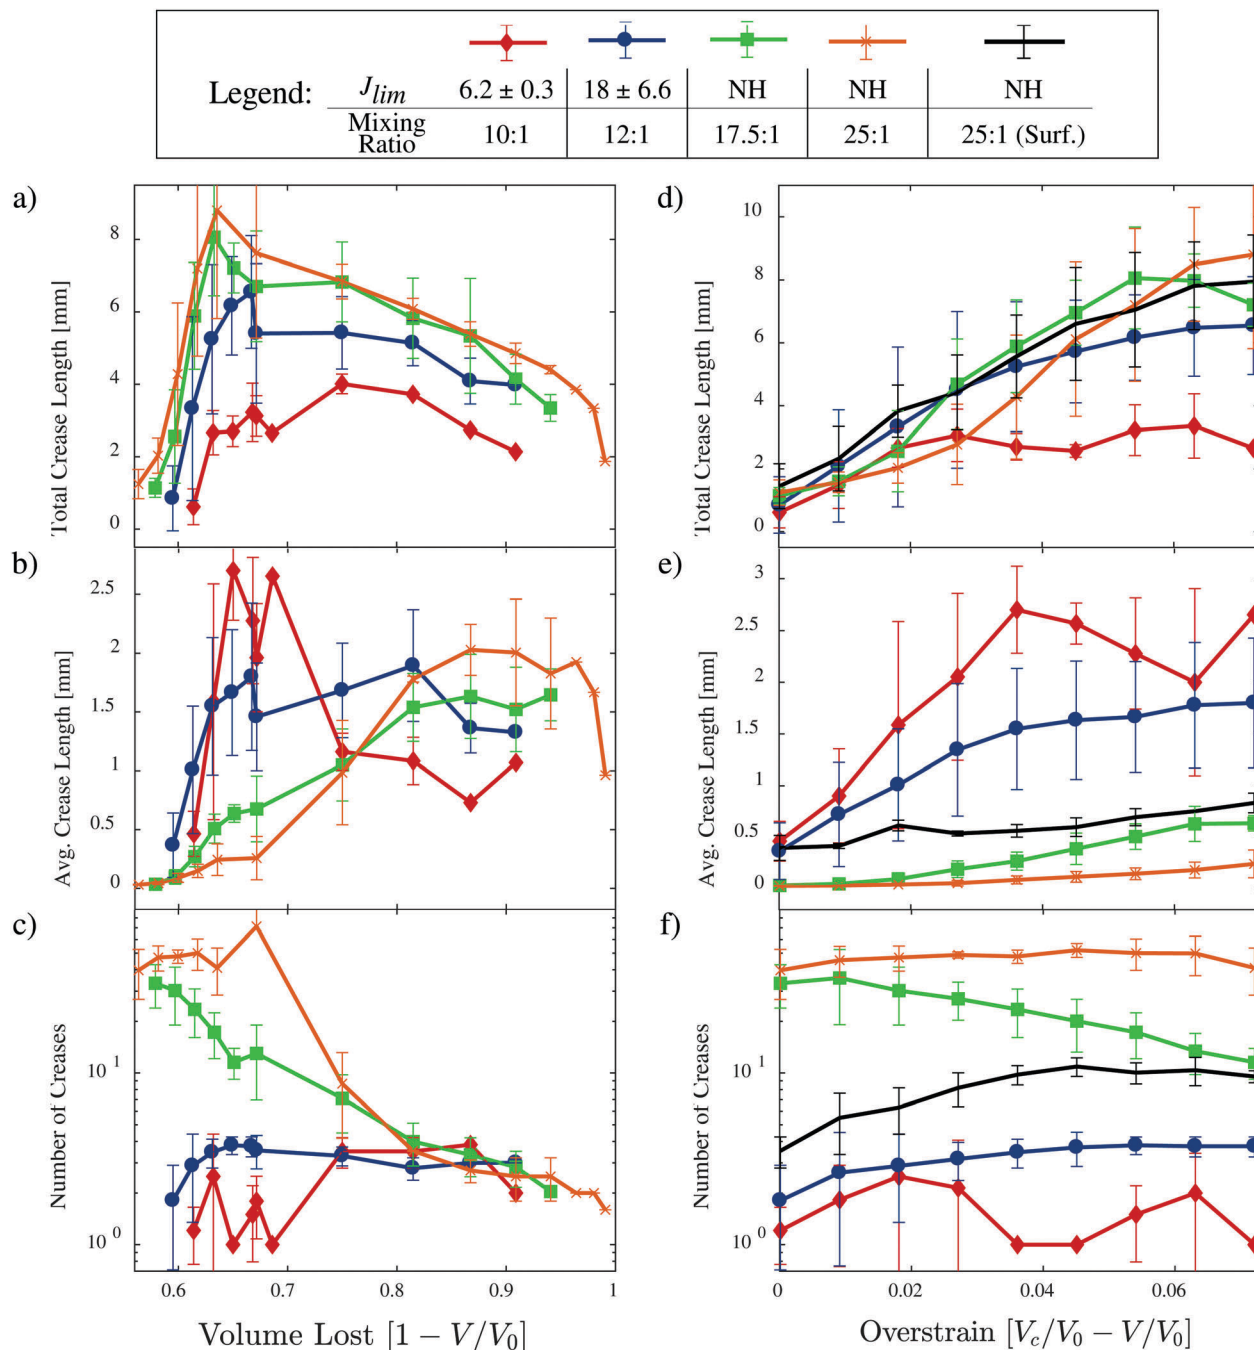 Legend:
J_lim 6.2 ± 0.3 18 ± 6.6 NH NH NH
Mixing Ratio 10:1 12:1 17.5:1 25:1 25:1 (Surf.)
a)
Total Crease Length [mm]
8
6
4
2
0
d)
Total Crease Length [mm]
10
8
6
4
2
0
b)
Avg. Crease Length [mm]
2.5
2
1.5
1
0.5
0
e)
Avg. Crease Length [mm]
3
2.5
2
1.5
1
0.5
0
c)
Number of Creases
10^1
10^0
0.6 0.7 0.8 0.9 1
Volume Lost [1 − V/V_0]
f)
Number of Creases
10^1
10^0
0 0.02 0.04 0.06
Overstrain [V_c/V_0 − V/V_0]